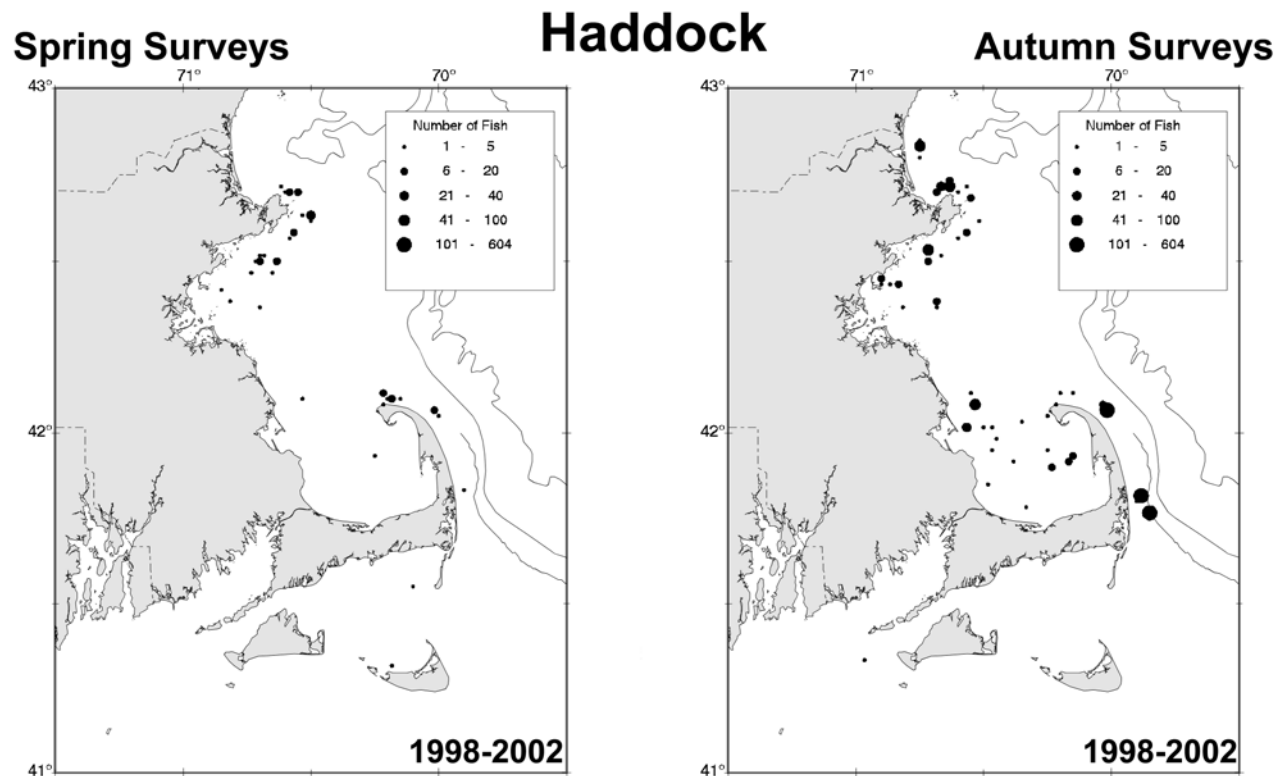 Haddock
Spring Surveys
Autumn Surveys
71° 70°
43°
Number of Fish
1 - 5
6 - 20
21 - 40
41 - 100
101 - 604
42°
41°
1998-2002
71° 70°
43°
Number of Fish
1 - 5
6 - 20
21 - 40
41 - 100
101 - 604
42°
41°
1998-2002